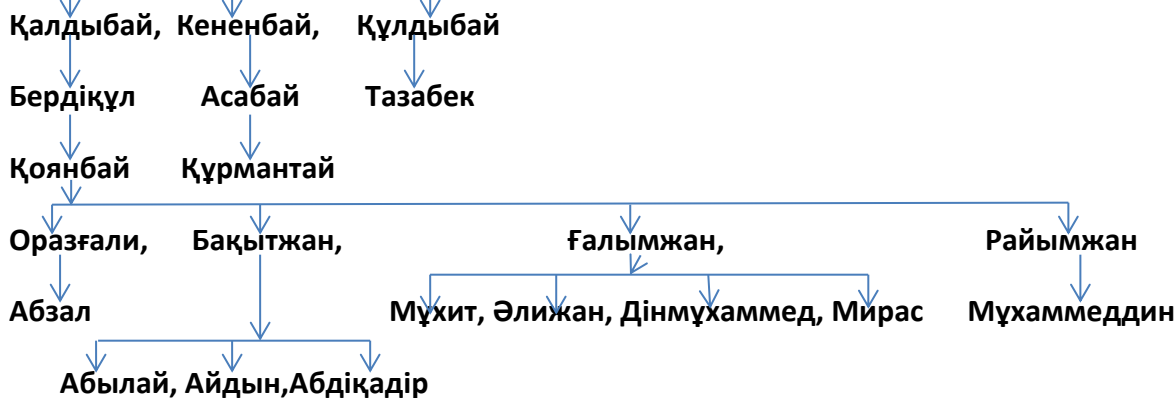 Қалдыбай, Кененбай, Құлдыбай
Бердіқұл Асабай Тазабек
Қоянбай Құрмантай
Оразғали, Бақытжан, Ғалымжан, Райымжан
Абзал Мұхит, Әлижан, Дінмұхаммед, Мирас Мұхаммеддин
Абылай, Айдын,Абдіқадір